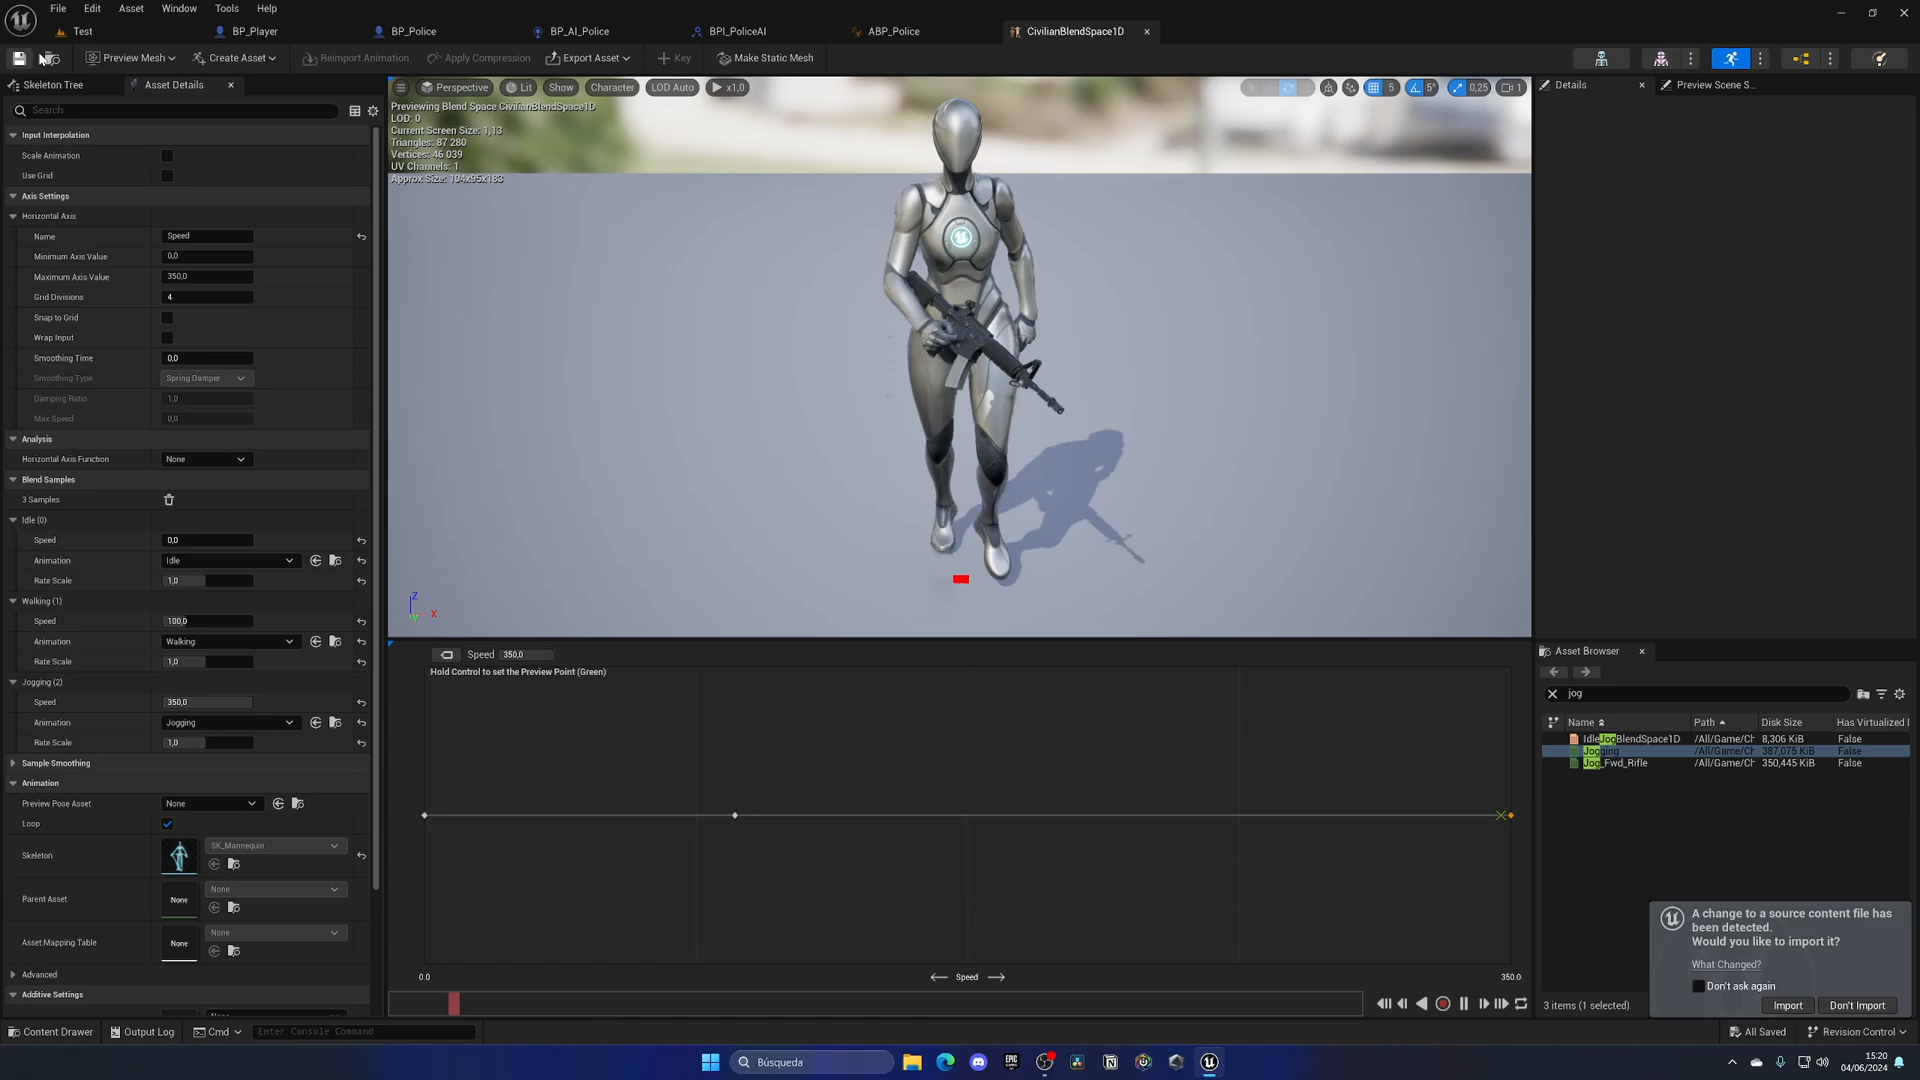 File Edit Asset Window Tools Help
Test BP_Player BP_Police BP_AI_Police BPI_PoliceAI ABP_Police CivilianBlendSpace1D
Preview Mesh Create Asset Reimport Animation Apply Compression Export Asset Key Make Static Mesh
Skeleton Tree Asset Details
Search
Input Interpolation
Scale Animation
Use Grid
Axis Settings
Horizontal Axis
Name Speed
Minimum Axis Value 0,0
Maximum Axis Value 350,0
Grid Divisions 4
Snap to Grid
Wrap Input
Smoothing Time 0,0
Smoothing Type Spring Damper
Damping Ratio 1,0
Max Speed 0,0
Analysis
Horizontal Axis Function None
Blend Samples
3 Samples
Idle (0)
Speed 0,0
Animation Idle
Rate Scale 1,0
Walking (1)
Speed 100,0
Animation Walking
Rate Scale 1,0
Jogging (2)
Speed 350,0
Animation Jogging
Rate Scale 1,0
Sample Smoothing
Animation
Preview Pose Asset None
Loop
Skeleton SK_Mannequin
Parent Asset None None
Asset Mapping Table None None
Advanced
Additive Settings
Perspective Lit Show Character LOD Auto x1,0 5 5° 0,25 1
Previewing Blend Space CivilianBlendSpace1D
LOD: 0
Current Screen Size: 1,13
Triangles: 87 280
Vertices: 46 039
UV Channels: 1
Approx Size: 104x95x183
Z
X
Y
Speed 350,0
Hold Control to set the Preview Point (Green)
0.0 Speed 350.0
Details Preview Scene S...
Asset Browser
jog
Name Path Disk Size Has Virtualized D
IdleJogBlendSpace1D /All/Game/Ch 8,306 KiB False
Jogging /All/Game/Ch 387,075 KiB False
Jog_Fwd_Rifle /All/Game/Ch 350,445 KiB False
A change to a source content file has
been detected.
Would you like to import it?
What Changed?
Don't ask again
Import Don't Import
3 items (1 selected)
Content Drawer Output Log Cmd Enter Console Command All Saved Revision Control
Búsqueda
EPIC
GAMES
15:20
04/06/2024